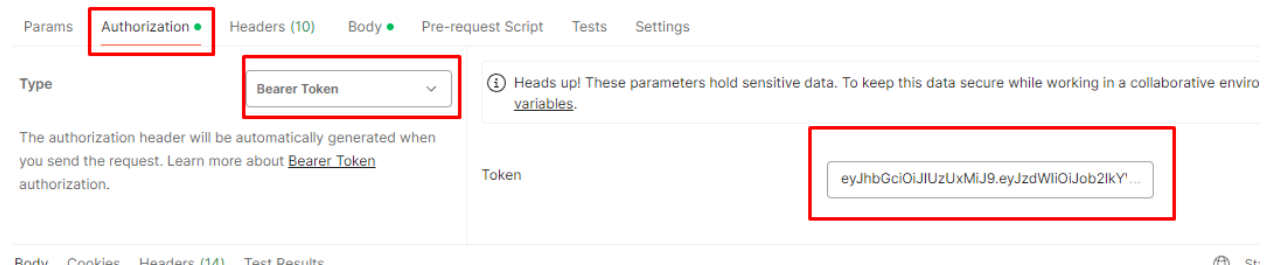 Params Authorization Headers (10) Body Pre-request Script Tests Settings
Type
Bearer Token
Heads up! These parameters hold sensitive data. To keep this data secure while working in a collaborative enviro
variables.
The authorization header will be automatically generated when
you send the request. Learn more about Bearer Token
authorization.
Token
eyJhbGciOiJIUzUxMiJ9.eyJzdWIiOiJob2lkY'...
Body Cookies Headers (14) Test Results